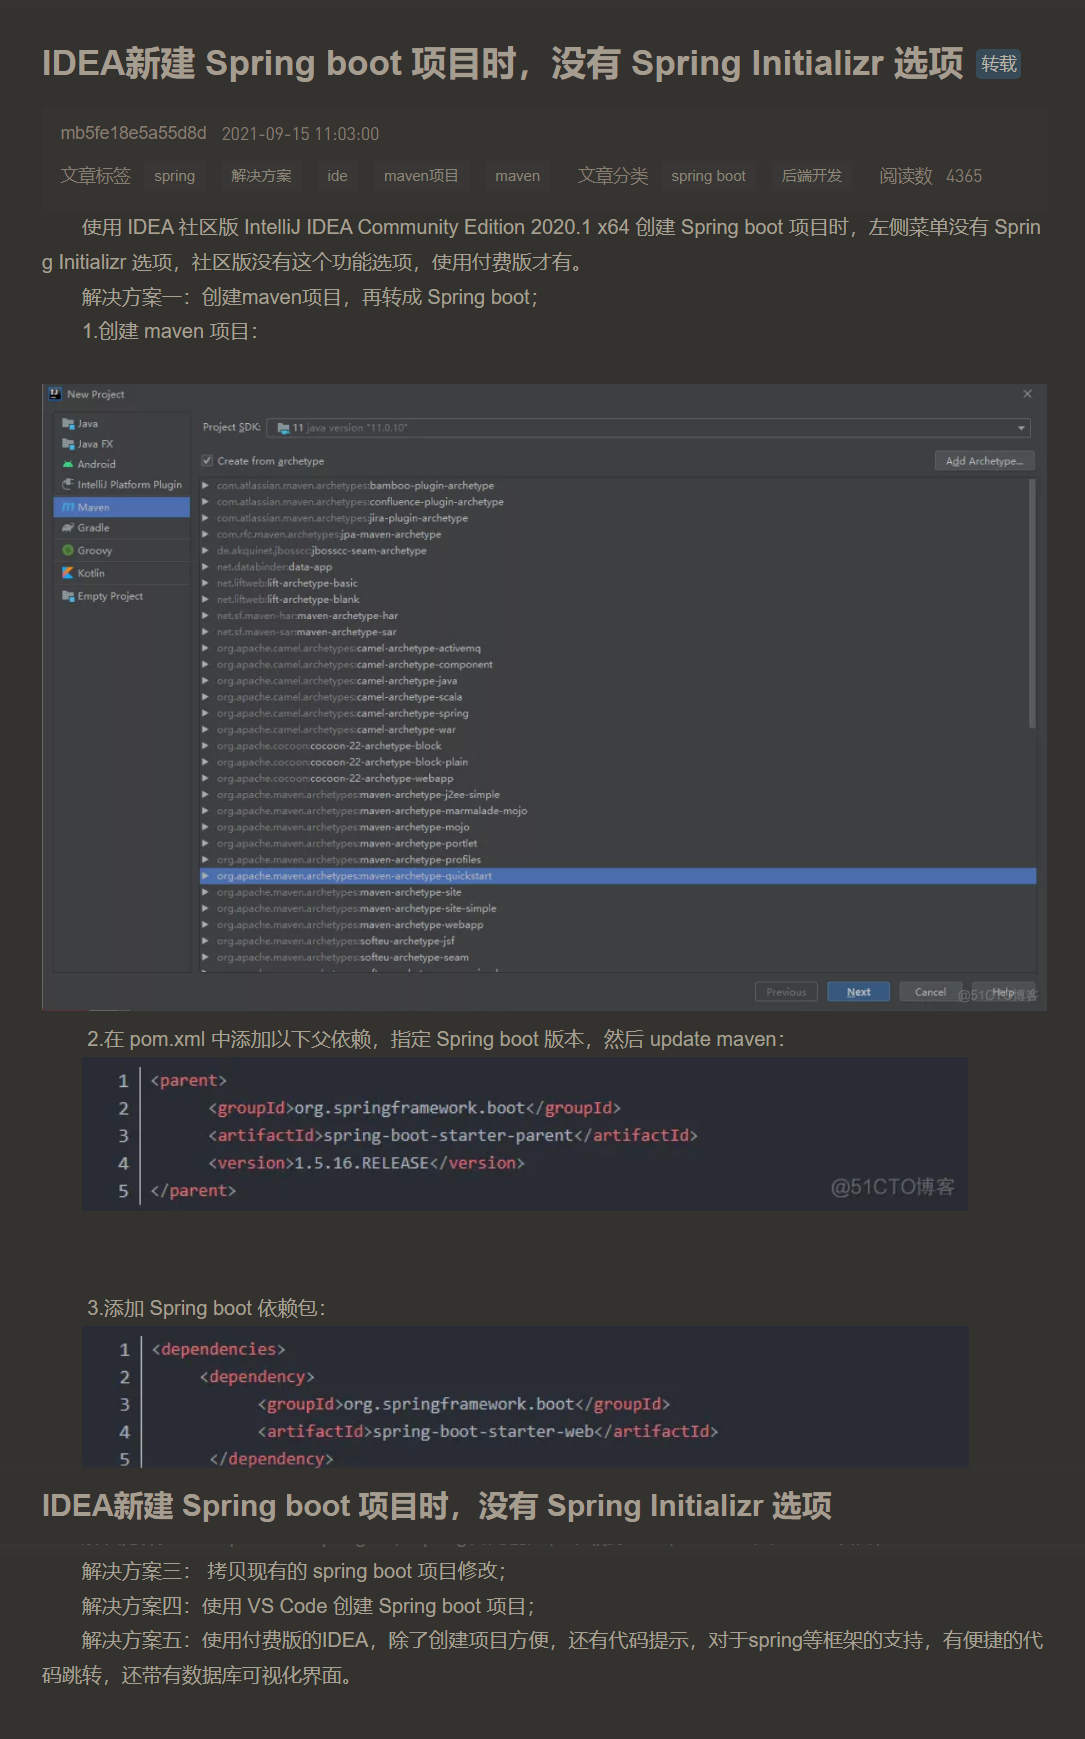 IDEA新建 Spring boot 项目时，没有 Spring Initializr 选项 转载
mb5fe18e5a55d8d 2021-09-15 11:03:00
文章标签 spring 解决方案 ide maven项目 maven 文章分类 spring boot 后端开发 阅读数 4365
使用 IDEA 社区版 IntelliJ IDEA Community Edition 2020.1 x64 创建 Spring boot 项目时，左侧菜单没有 Sprin
g Initializr 选项，社区版没有这个功能选项，使用付费版才有。
解决方案一：创建maven项目，再转成 Spring boot；
1.创建 maven 项目：
New Project
Java
Java FX
Android
IntelliJ Platform Plugin
Maven
Gradle
Groovy
Kotlin
Empty Project
Project SDK: 11 java version "11.0.10"
Create from archetype Add Archetype...
com.atlassian.maven.archetypes:bamboo-plugin-archetype
com.atlassian.maven.archetypes:confluence-plugin-archetype
com.atlassian.maven.archetypes:jira-plugin-archetype
com.rfc.maven.archetypes:jpa-maven-archetype
de.akquinet.jbosscc:jbosscc-seam-archetype
net.databinder:data-app
net.liftweb:lift-archetype-basic
net.liftweb:lift-archetype-blank
net.sf.maven-har:maven-archetype-har
net.sf.maven-sar:maven-archetype-sar
org.apache.camel.archetypes:camel-archetype-activemq
org.apache.camel.archetypes:camel-archetype-component
org.apache.camel.archetypes:camel-archetype-java
org.apache.camel.archetypes:camel-archetype-scala
org.apache.camel.archetypes:camel-archetype-spring
org.apache.camel.archetypes:camel-archetype-war
org.apache.cocoon:cocoon-22-archetype-block
org.apache.cocoon:cocoon-22-archetype-block-plain
org.apache.cocoon:cocoon-22-archetype-webapp
org.apache.maven.archetypes:maven-archetype-j2ee-simple
org.apache.maven.archetypes:maven-archetype-marmalade-mojo
org.apache.maven.archetypes:maven-archetype-mojo
org.apache.maven.archetypes:maven-archetype-portlet
org.apache.maven.archetypes:maven-archetype-profiles
org.apache.maven.archetypes:maven-archetype-quickstart
org.apache.maven.archetypes:maven-archetype-site
org.apache.maven.archetypes:maven-archetype-site-simple
org.apache.maven.archetypes:maven-archetype-webapp
org.apache.maven.archetypes:softeu-archetype-jsf
org.apache.maven.archetypes:softeu-archetype-seam
Previous Next Cancel Help
@51CTO博客
2.在 pom.xml 中添加以下父依赖，指定 Spring boot 版本，然后 update maven：
1 <parent>
2 <groupId>org.springframework.boot</groupId>
3 <artifactId>spring-boot-starter-parent</artifactId>
4 <version>1.5.16.RELEASE</version>
5 </parent>
@51CTO博客
3.添加 Spring boot 依赖包：
1 <dependencies>
2 <dependency>
3 <groupId>org.springframework.boot</groupId>
4 <artifactId>spring-boot-starter-web</artifactId>
5 </dependency>
IDEA新建 Spring boot 项目时，没有 Spring Initializr 选项
解决方案三： 拷贝现有的 spring boot 项目修改；
解决方案四：使用 VS Code 创建 Spring boot 项目；
解决方案五：使用付费版的IDEA，除了创建项目方便，还有代码提示，对于spring等框架的支持，有便捷的代
码跳转，还带有数据库可视化界面。